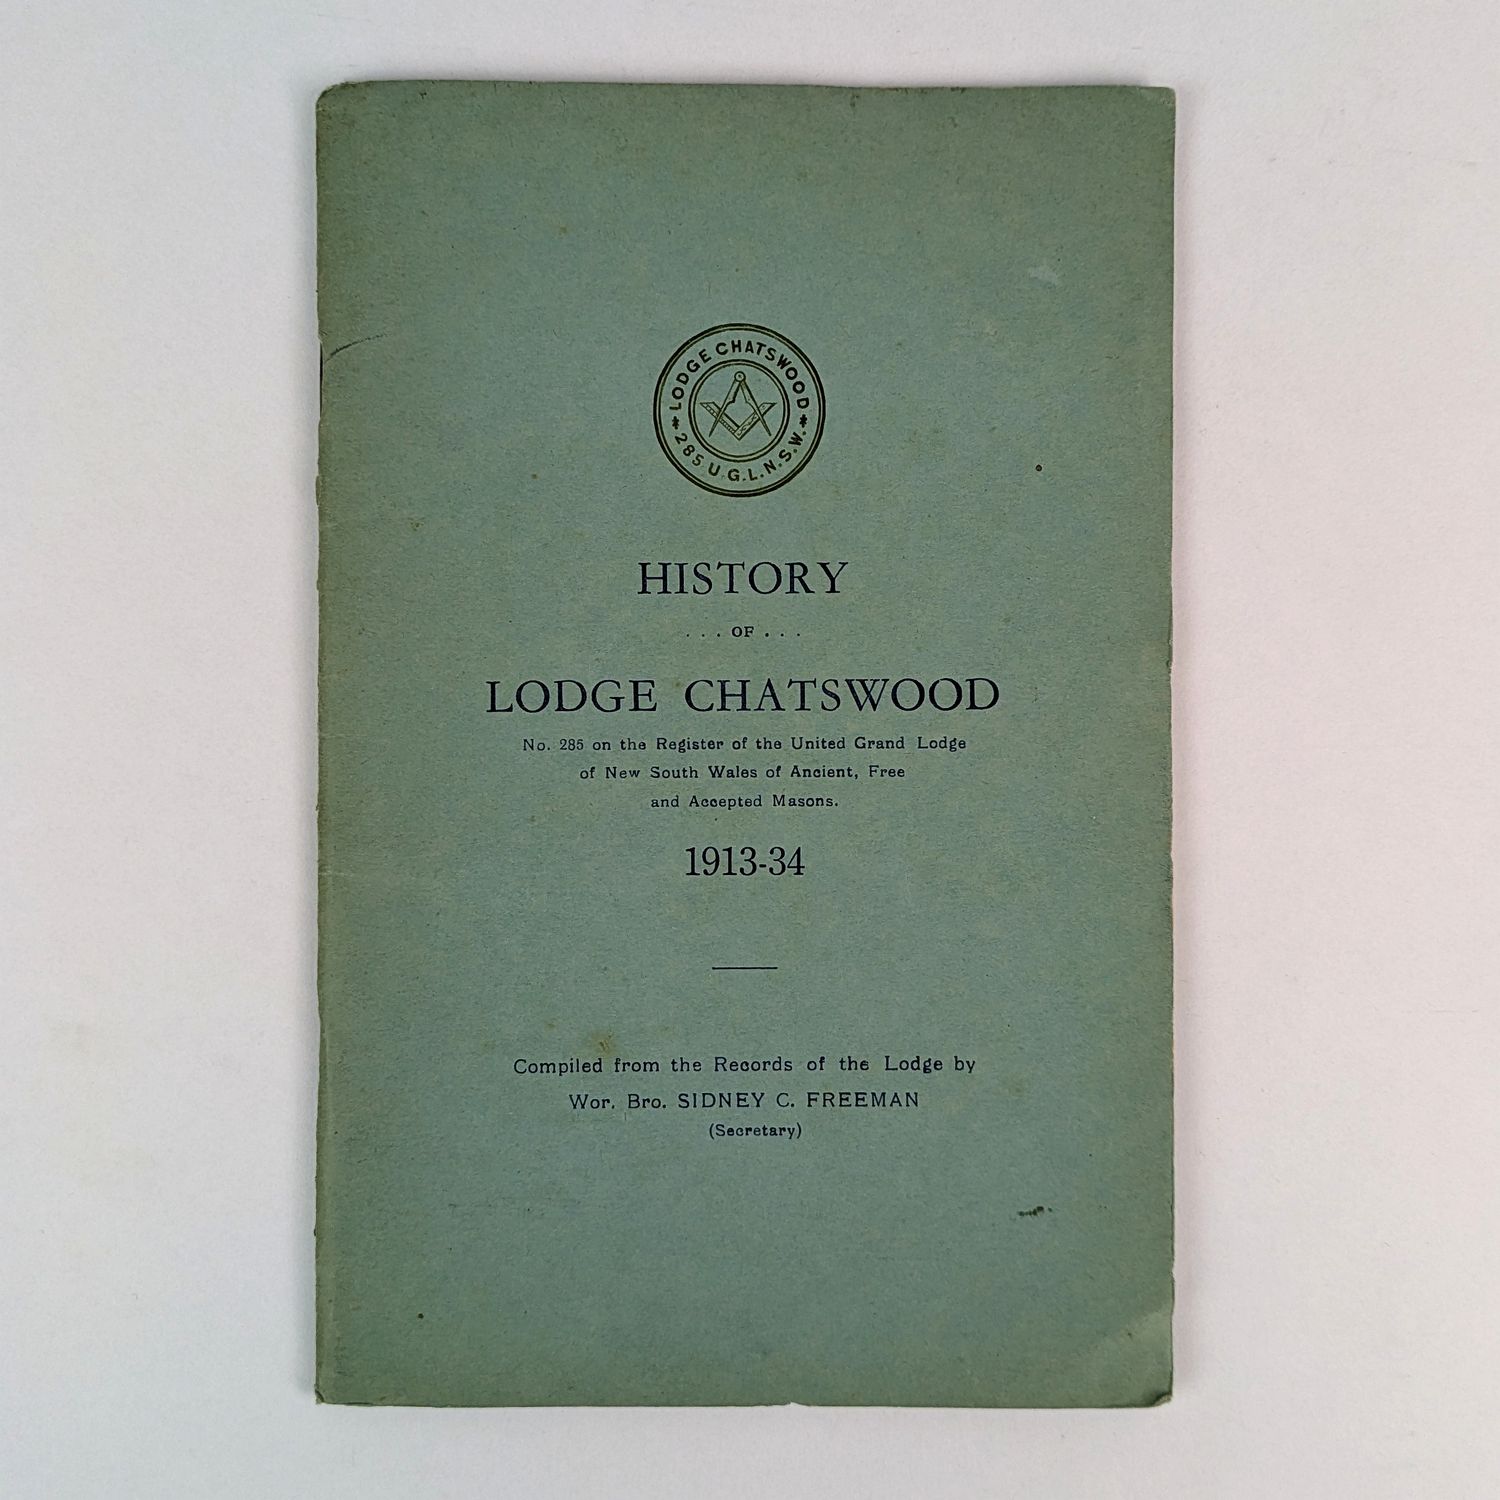 LODGE CHATSWOOD
285 U.G.L.N.S.W.
HISTORY
...OF...
LODGE CHATSWOOD
No. 285 on the Register of the United Grand Lodge
of New South Wales of Ancient, Free
and Accepted Masons.
1913-34
Compiled from the Records of the Lodge by
Wor. Bro. SIDNEY C. FREEMAN
(Secretary)